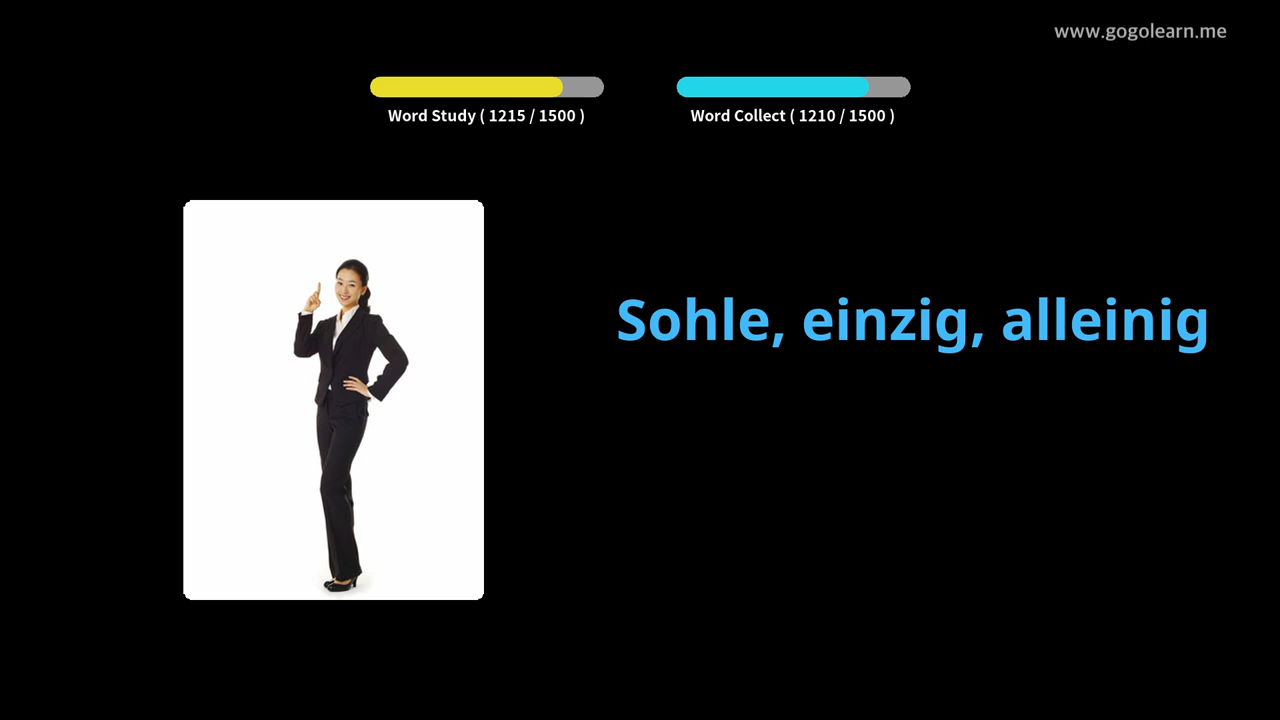 www.gogolearn.me
Word Study ( 1215 / 1500 )
Word Collect ( 1210 / 1500 )
Sohle, einzig, alleinig